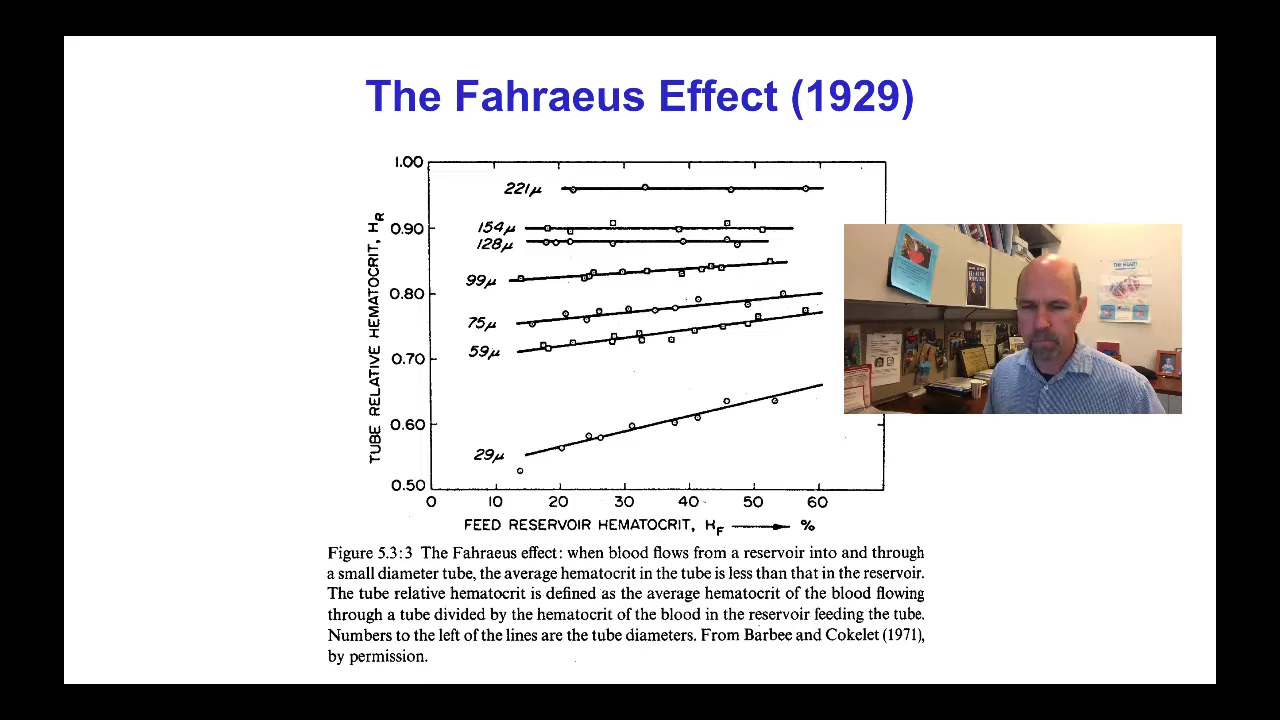 The Fahraeus Effect (1929)
1.00
221μ
TUBE RELATIVE HEMATOCRIT, HR
154μ
0.90
128μ
99μ
0.80
75μ
59μ
0.70
0.60
29μ
0.50
0 10 20 30 40 50 60
FEED RESERVOIR HEMATOCRIT, HF → %
Figure 5.3:3 The Fahraeus effect: when blood flows from a reservoir into and through
a small diameter tube, the average hematocrit in the tube is less than that in the reservoir.
The tube relative hematocrit is defined as the average hematocrit of the blood flowing
through a tube divided by the hematocrit of the blood in the reservoir feeding the tube.
Numbers to the left of the lines are the tube diameters. From Barbee and Cokelet (1971),
by permission.
THE HEART